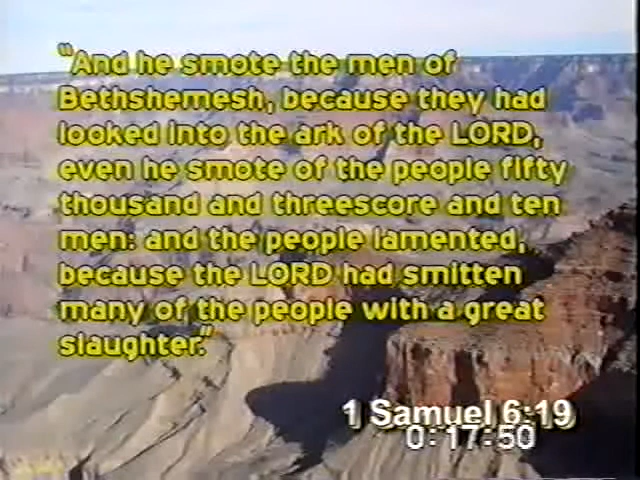 "And he smote the men of
Bethshemesh, because they had
looked into the ark of the LORD,
even he smote of the people fifty
thousand and threescore and ten
men: and the people lamented,
because the LORD had smitten
many of the people with a great
slaughter."
1 Samuel 6:19
0:17:50